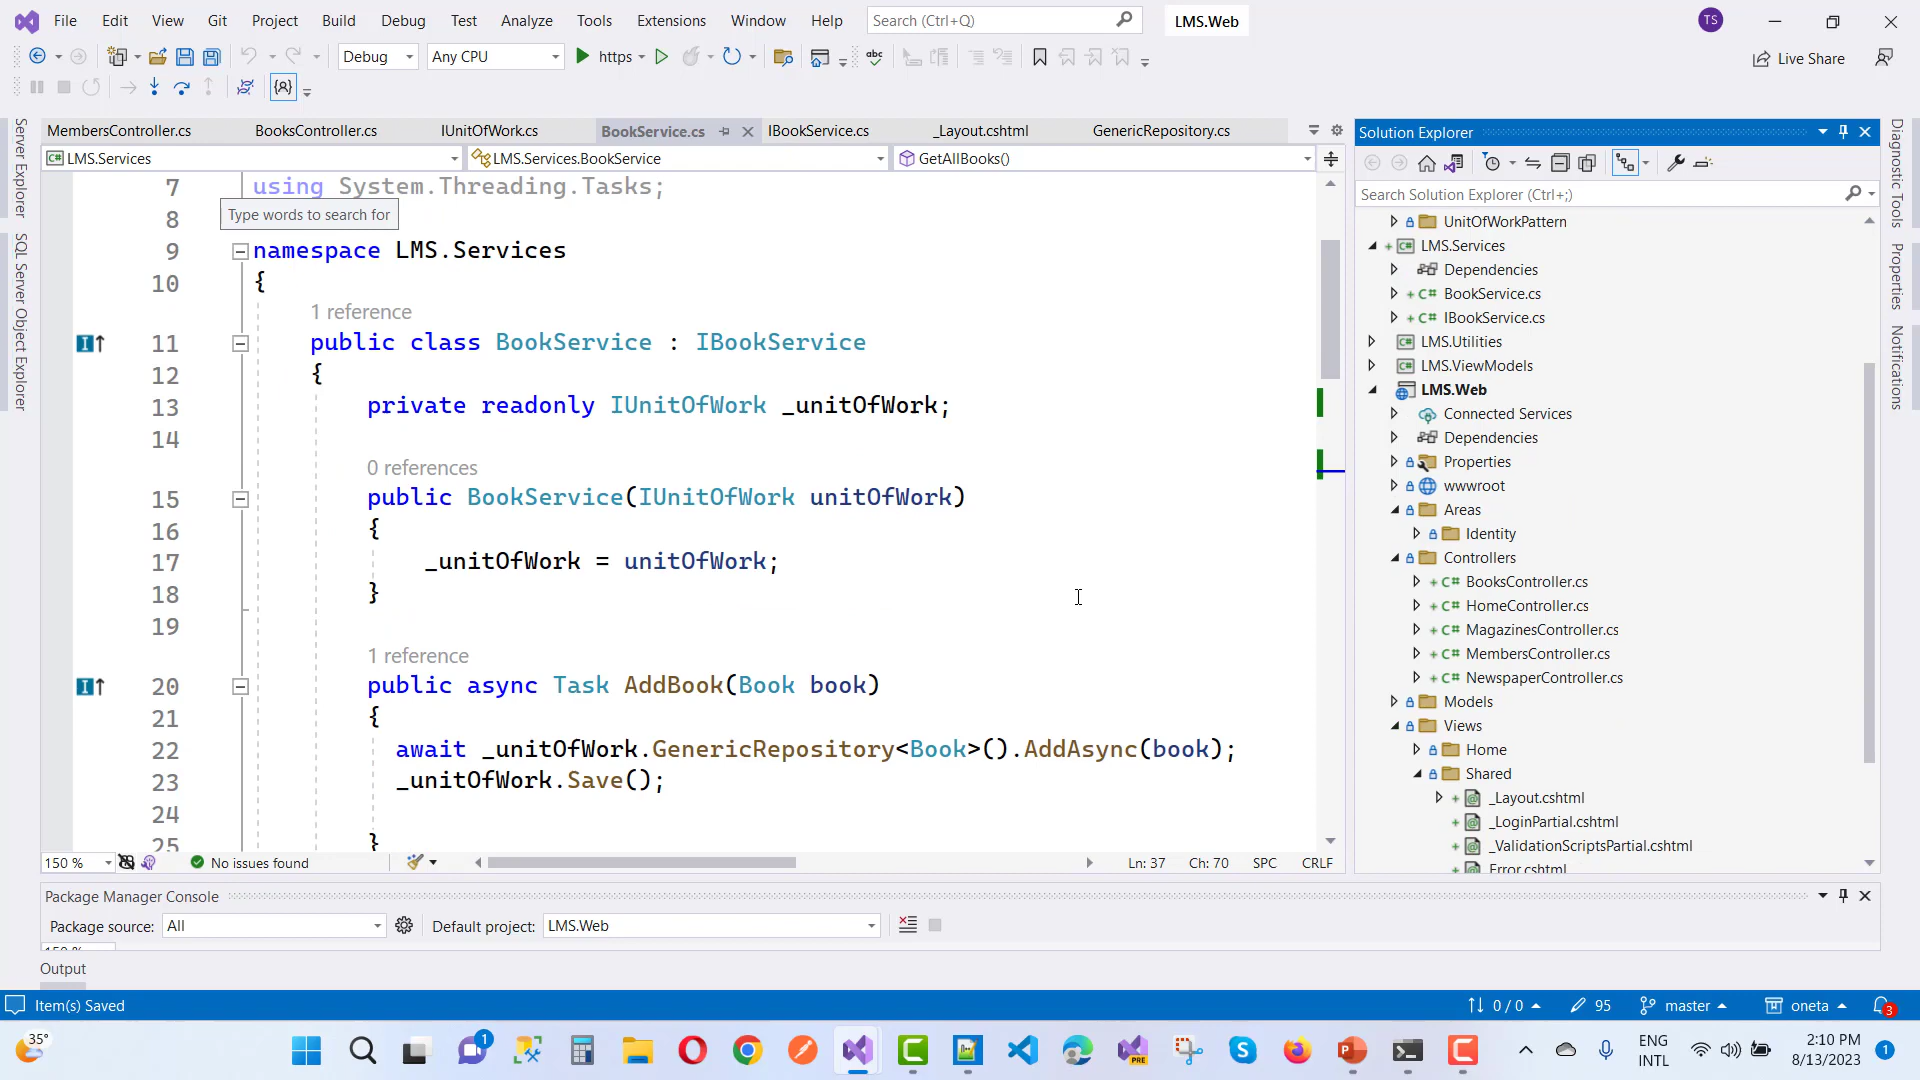 File Edit View Git Project Build Debug Test Analyze Tools Extensions Window Help Search (Ctrl+Q) LMS.Web TS
Debug Any CPU https Live Share
MembersController.cs BooksController.cs IUnitOfWork.cs BookService.cs IBookService.cs _Layout.cshtml GenericRepository.cs
LMS.Services LMS.Services.BookService GetAllBooks()
7 using System.Threading.Tasks;
Type words to search for
8
9 namespace LMS.Services
10 {
1 reference
11 public class BookService : IBookService
12 {
13 private readonly IUnitOfWork _unitOfWork;
14
0 references
15 public BookService(IUnitOfWork unitOfWork)
16 {
17 _unitOfWork = unitOfWork;
18 }
19
1 reference
20 public async Task AddBook(Book book)
21 {
22 await _unitOfWork.GenericRepository<Book>().AddAsync(book);
23 _unitOfWork.Save();
24
25 }
150 % No issues found Ln: 37 Ch: 70 SPC CRLF
Server Explorer
SQL Server Object Explorer
Solution Explorer
Search Solution Explorer (Ctrl+;)
UnitOfWorkPattern
LMS.Services
Dependencies
BookService.cs
IBookService.cs
LMS.Utilities
LMS.ViewModels
LMS.Web
Connected Services
Dependencies
Properties
wwwroot
Areas
Identity
Controllers
BooksController.cs
HomeController.cs
MagazinesController.cs
MembersController.cs
NewspaperController.cs
Models
Views
Home
Shared
_Layout.cshtml
_LoginPartial.cshtml
_ValidationScriptsPartial.cshtml
Error.cshtml
Diagnostic Tools
Properties
Notifications
Package Manager Console
Package source: All Default project: LMS.Web
150 %
Output
Item(s) Saved 0 / 0 95 master oneta 3
35° 1 PRE ENG INTL 2:10 PM 8/13/2023 1